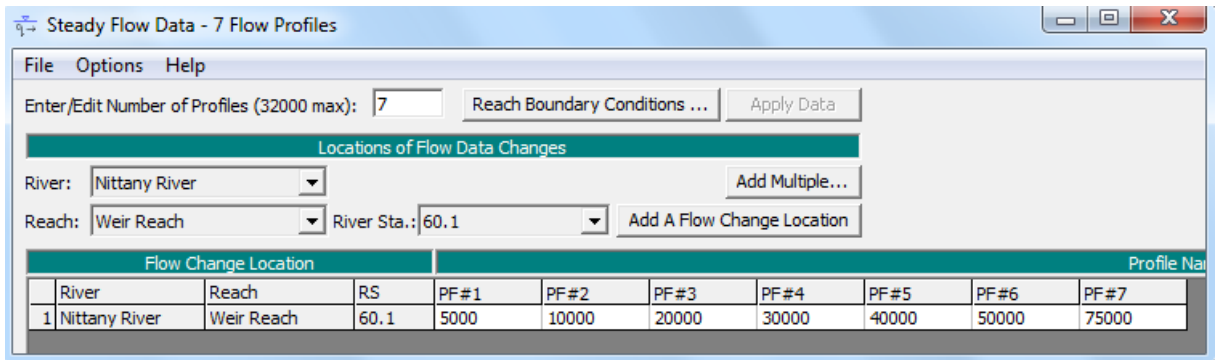 Steady Flow Data - 7 Flow Profiles
File Options Help
Enter/Edit Number of Profiles (32000 max): 7 Reach Boundary Conditions ... Apply Data
Locations of Flow Data Changes
River: Nittany River Add Multiple...
Reach: Weir Reach River Sta.: 60.1 Add A Flow Change Location
Flow Change Location Profile Nar
River Reach RS PF#1 PF#2 PF#3 PF#4 PF#5 PF#6 PF#7
1 Nittany River Weir Reach 60.1 5000 10000 20000 30000 40000 50000 75000